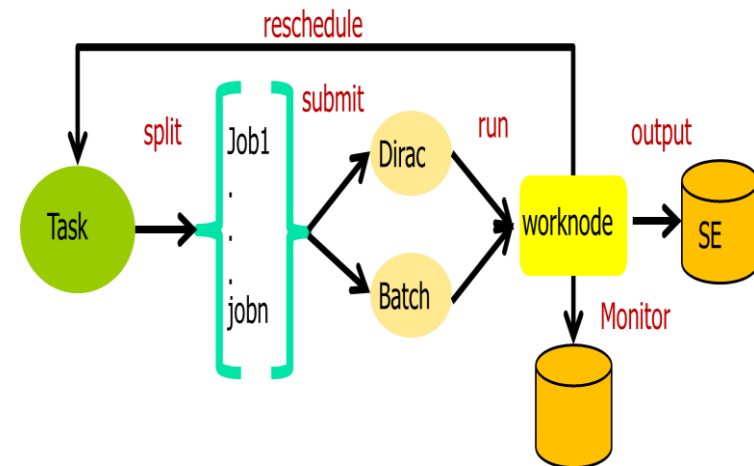 reschedule
split
submit
run
output
Job1
.
.
.
jobn
Dirac
Batch
Task
worknode
SE
Monitor